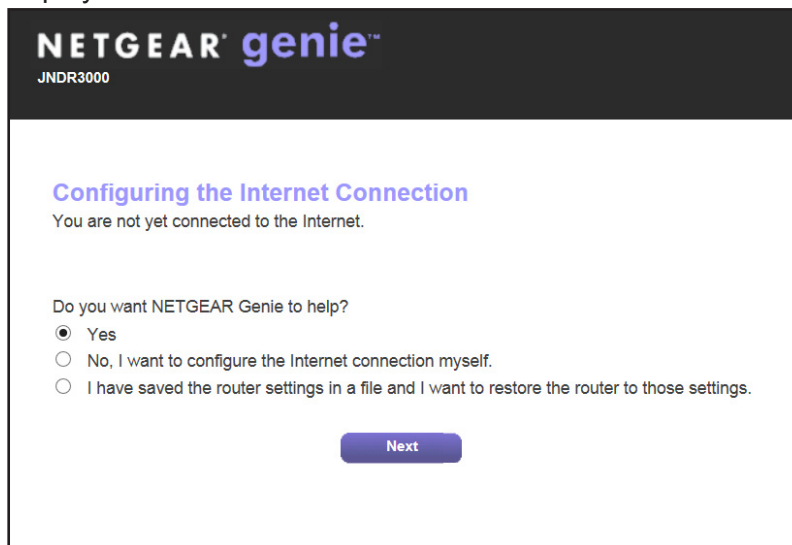 NETGEAR® genie™
JNDR3000
Configuring the Internet Connection
You are not yet connected to the Internet.
Do you want NETGEAR Genie to help?
Yes
No, I want to configure the Internet connection myself.
I have saved the router settings in a file and I want to restore the router to those settings.
Next